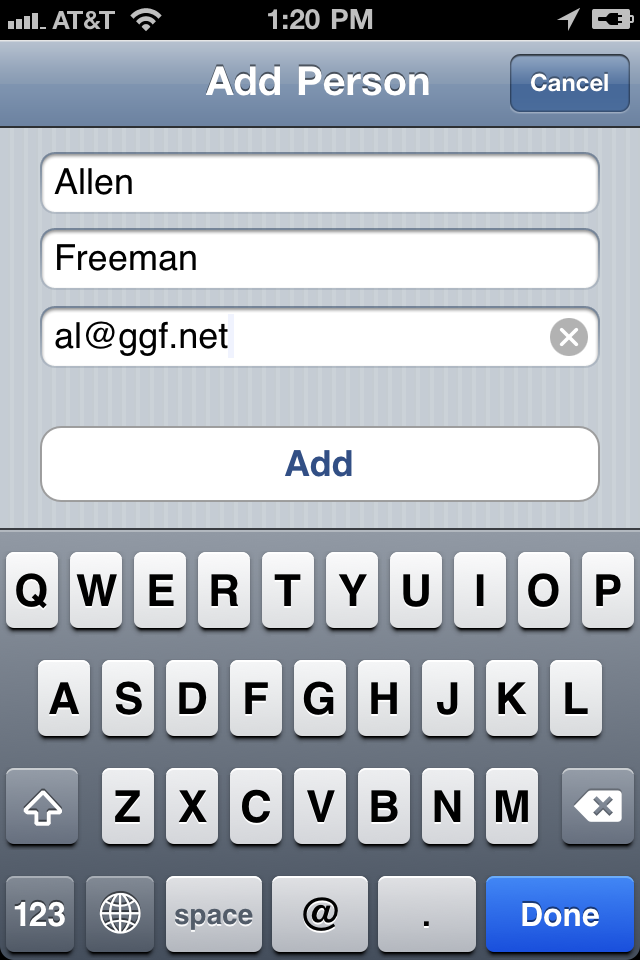 AT&T 1:20 PM
Add Person Cancel
Allen
Freeman
al@ggf.net
Add
Q W E R T Y U I O P
A S D F G H J K L
Z X C V B N M
123 space @ . Done